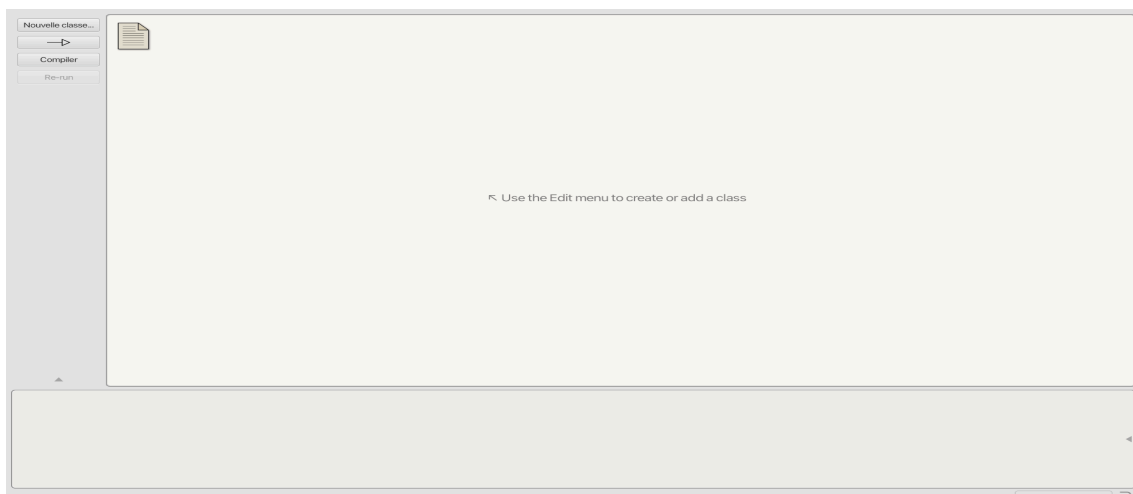 Nouvelle classe...
Compiler
Re-run
Use the Edit menu to create or add a class